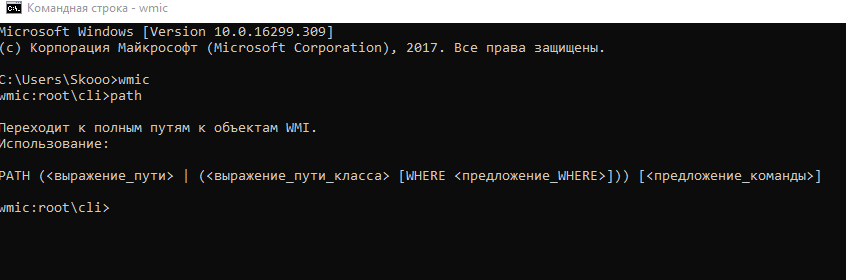 Командная строка - wmic
Microsoft Windows [Version 10.0.16299.309]
(c) Корпорация Майкрософт (Microsoft Corporation), 2017. Все права защищены.
C:\Users\Skooo>wmic
wmic:root\cli>path
Переходит к полным путям к объектам WMI.
Использование:
PATH (<выражение_пути> | (<выражение_пути_класса> [WHERE <предложение_WHERE>])) [<предложение_команды>]
wmic:root\cli>